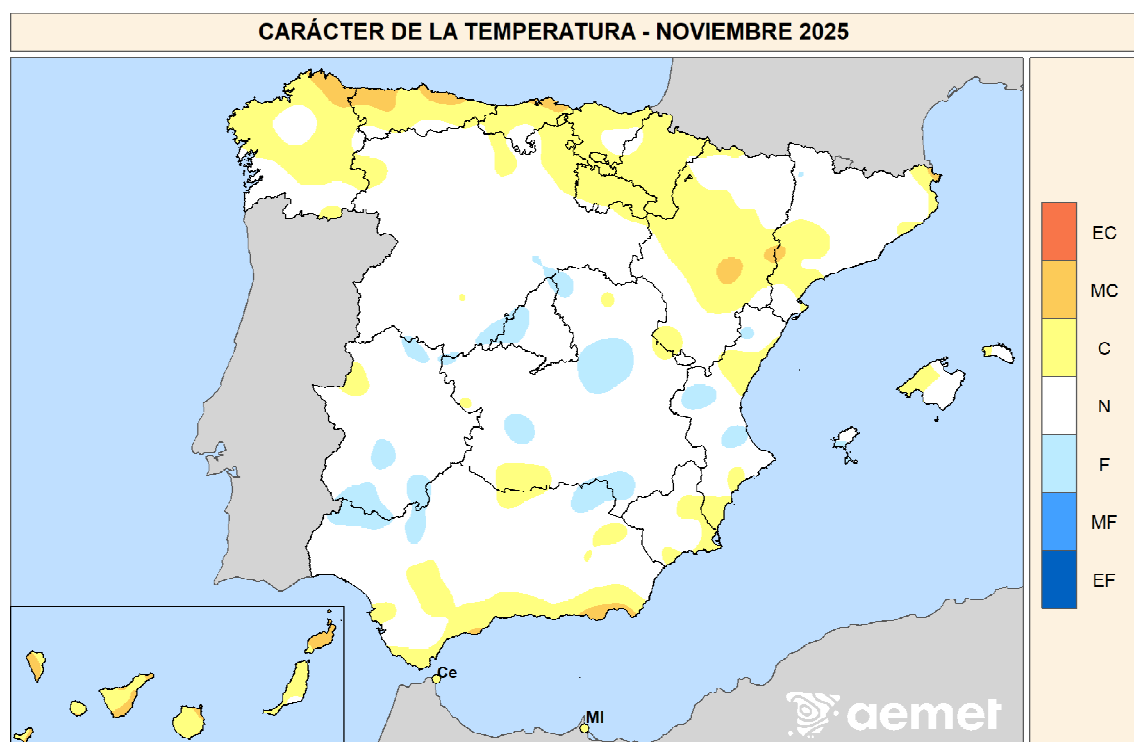 CARÁCTER DE LA TEMPERATURA - NOVIEMBRE 2025
EC
MC
C
N
F
MF
EF
Ce
Ml
aemet